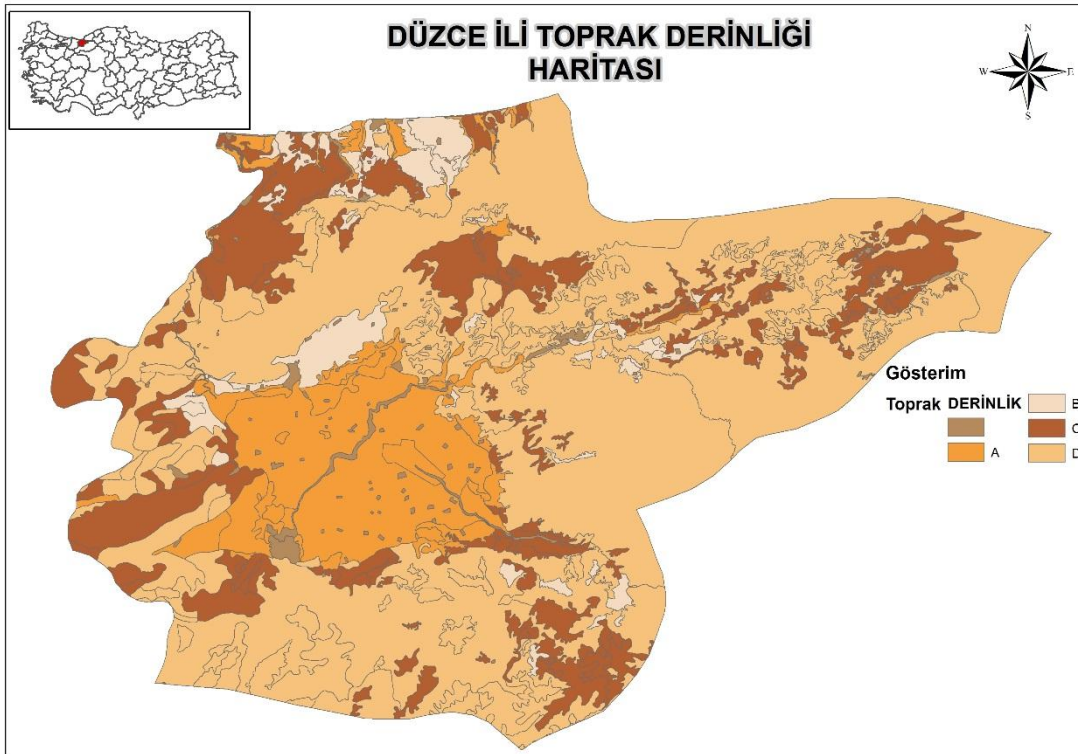 DÜZCE İLİ TOPRAK DERİNLİĞİ
HARİTASI
N
W
E
S
Gösterim
Toprak DERİNLİK
B
C
A
D